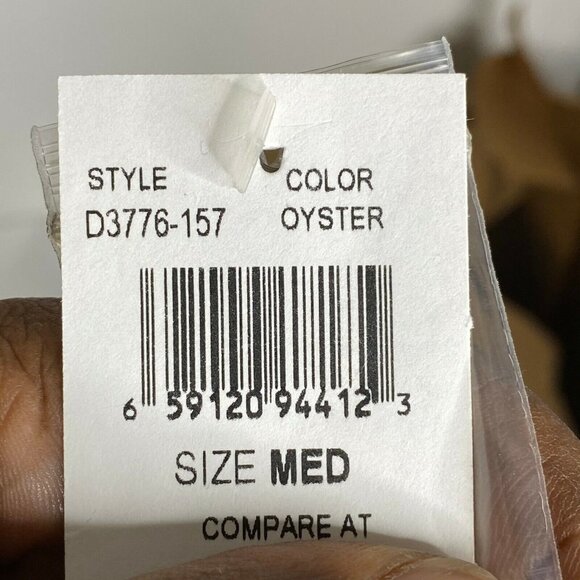 STYLE COLOR
D3776-157 OYSTER
6 59120 94412 3
SIZE MED
COMPARE AT